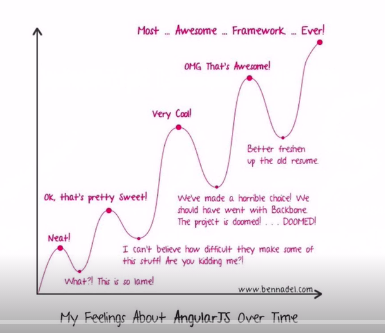 Most ... Awesome ... Framework ... Ever!
OMG That's Awesome!
Very Cool!
Better freshen
up the old resume.
Ok, that's pretty Sweet!
We've made a horrible choice! We
should have went with Backbone.
The project is doomed! . . . DOOMED!
Neat!
I can't believe how difficult they make some of
this stuff! Are you kidding me?!
What?! This is so lame!
www.bennadel.com
My Feelings About AngularJS Over Time